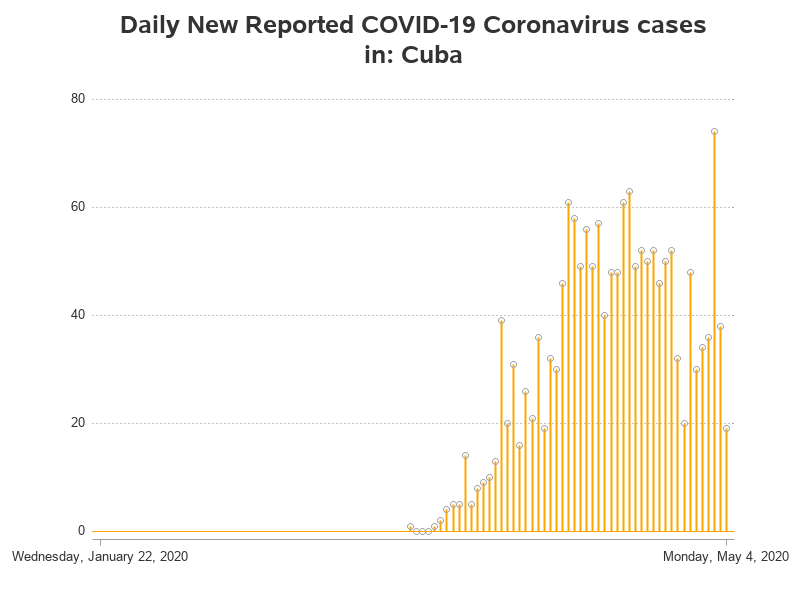 Daily New Reported COVID-19 Coronavirus cases
in: Cuba
80
60
40
20
0
Wednesday, January 22, 2020
Monday, May 4, 2020